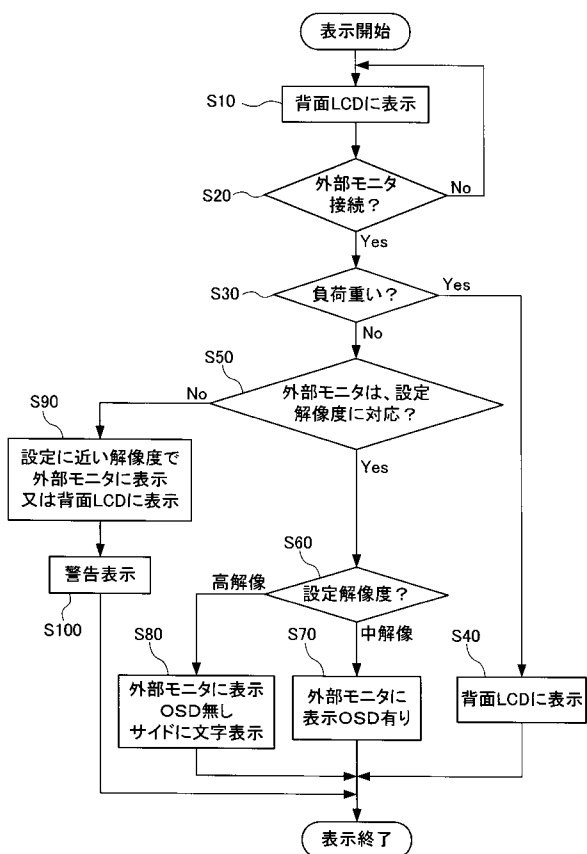 表示開始
S10
背面LCDに表示
S20
外部モニタ
接続？
No
Yes
S30
負荷重い？
Yes
No
S50
外部モニタは、設定
解像度に対応？
No
Yes
S90
設定に近い解像度で
外部モニタに表示
又は背面LCDに表示
警告表示
S100
S60
設定解像度？
高解像
中解像
S80
外部モニタに表示
OSD無し
サイドに文字表示
S70
外部モニタに
表示OSD有り
S40
背面LCDに表示
表示終了